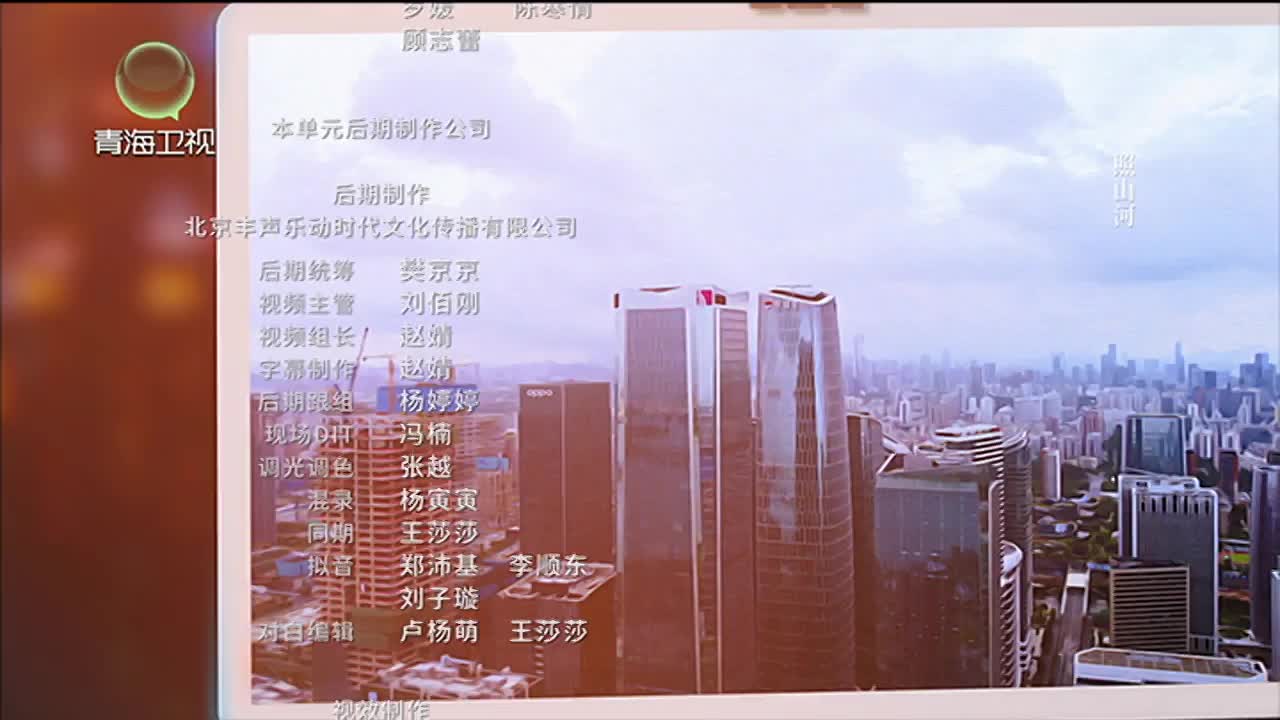 罗媛 陈寒情
顾志蕾
青海卫视
本单元后期制作公司
照山河
后期制作
北京丰声乐动时代文化传播有限公司
后期统筹 樊京京
视频主管 刘佰刚
视频组长 赵婧
字幕制作 赵婧
oppo
后期跟组 杨婷婷
现场DIT 冯楠
调光调色 张越
混录 杨寅寅
同期 王莎莎
拟音 郑沛基 李顺东
刘子璇
对白编辑 卢杨萌 王莎莎
视效制作